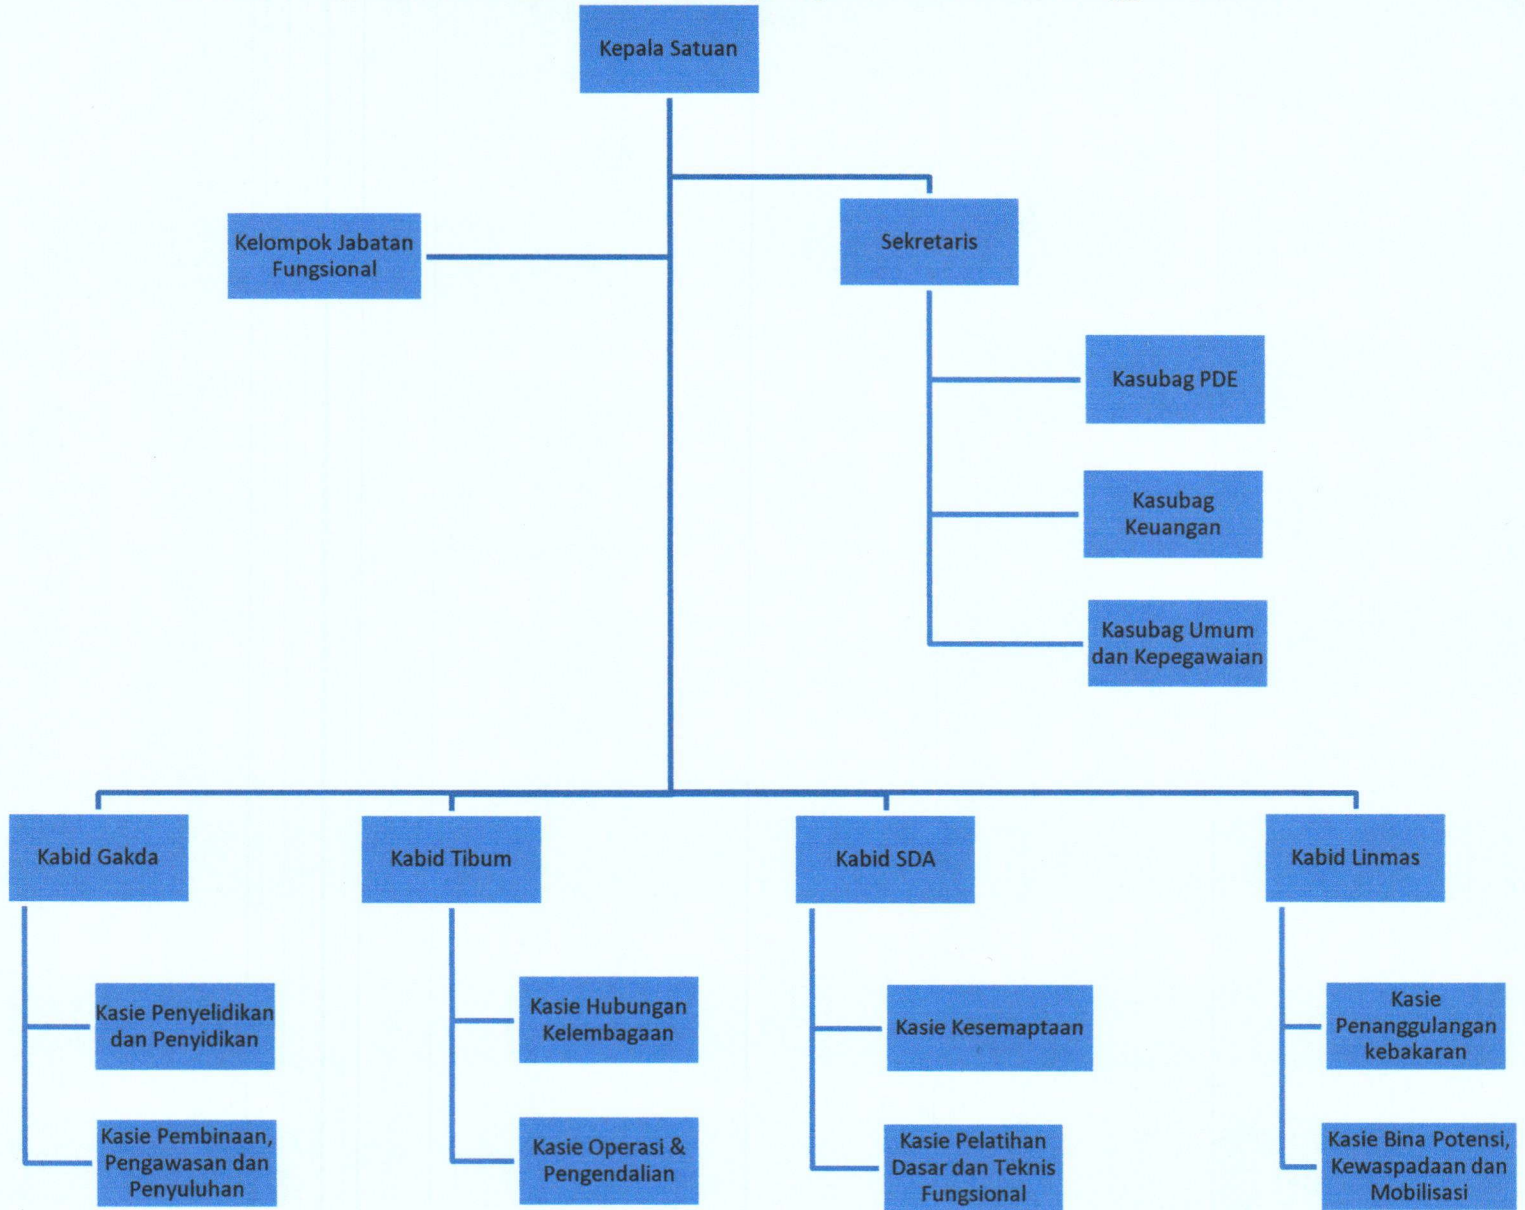 Kepala Satuan
Kelompok Jabatan
Fungsional
Sekretaris
Kasubag PDE
Kasubag
Keuangan
Kasubag Umum
dan Kepegawaian
Kabid Gakda
Kabid Tibum
Kabid SDA
Kabid Linmas
Kasie Penyelidikan
dan Penyidikan
Kasie Hubungan
Kelembagaan
Kasie Kesemaptaan
Kasie
Penanggulangan
kebakaran
Kasie Pembinaan,
Pengawasan dan
Penyuluhan
Kasie Operasi &
Pengendalian
Kasie Pelatihan
Dasar dan Teknis
Fungsional
Kasie Bina Potensi,
Kewaspadaan dan
Mobilisasi